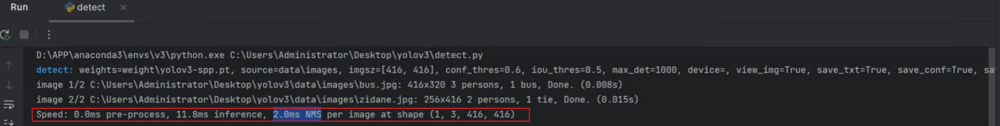 Run
detect
D:\APP\anaconda3\envs\v3\python.exe C:\Users\Administrator\Desktop\yolov3\detect.py
detect: weights=weight\yolov3-spp.pt, source=data\images, imgsz=[416, 416], conf_thres=0.6, iou_thres=0.5, max_det=1000, device=, view_img=True, save_txt=True, save_conf=True,
image 1/2 C:\Users\Administrator\Desktop\yolov3\data\images\bus.jpg: 416x320 3 persons, 1 bus, Done. (0.008s)
image 2/2 C:\Users\Administrator\Desktop\yolov3\data\images\zidane.jpg: 256x416 2 persons, 1 tie, Done. (0.015s)
Speed: 0.0ms pre-process, 11.8ms inference, 2.0ms NMS per image at shape (1, 3, 416, 416)